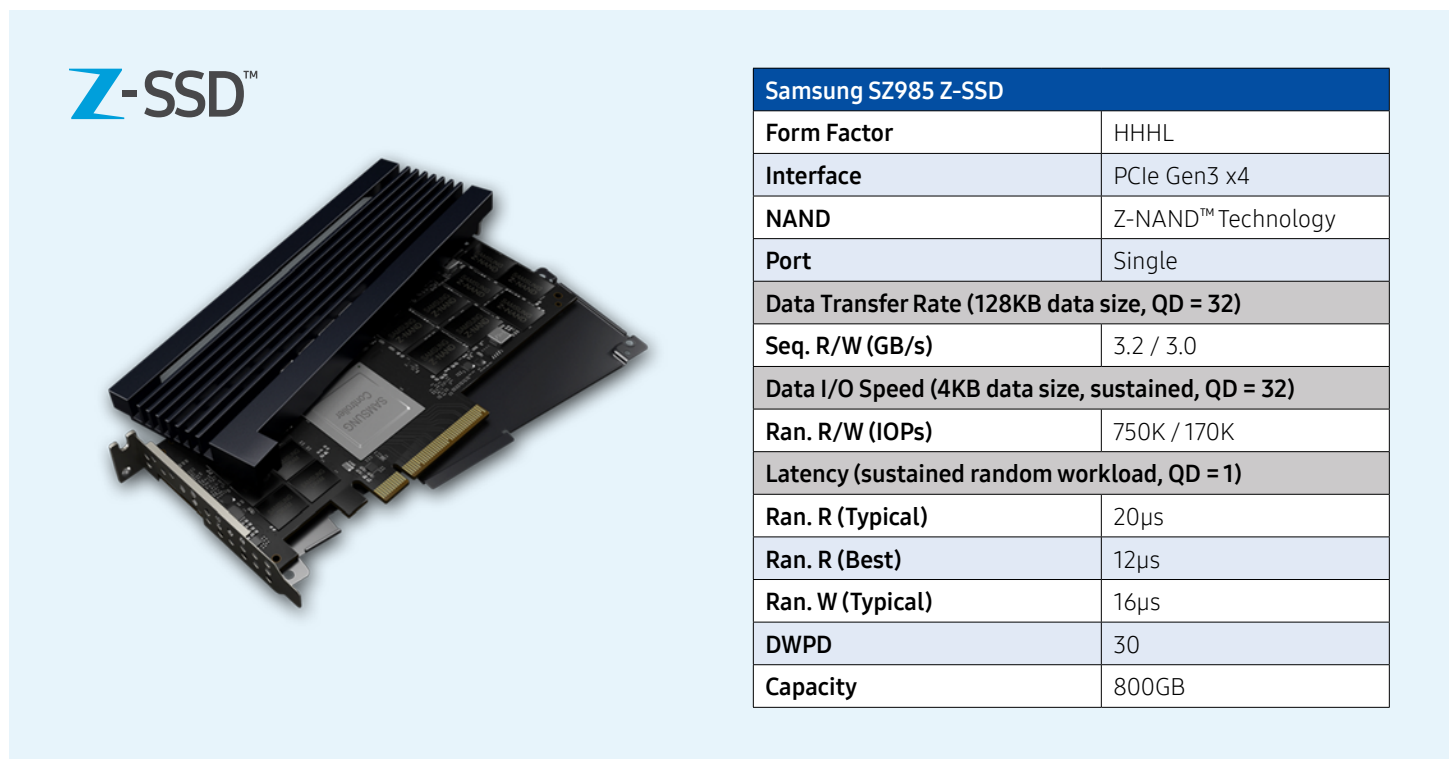 Z-SSD™
Samsung SZ985 Z-SSD
Form Factor HHHL
Interface PCIe Gen3 x4
NAND Z-NAND™ Technology
Port Single
Data Transfer Rate (128KB data size, QD = 32)
Seq. R/W (GB/s) 3.2 / 3.0
Data I/O Speed (4KB data size, sustained, QD = 32)
Ran. R/W (IOPs) 750K / 170K
Latency (sustained random workload, QD = 1)
Ran. R (Typical) 20µs
Ran. R (Best) 12µs
Ran. W (Typical) 16µs
DWPD 30
Capacity 800GB
SAMSUNG
Controller